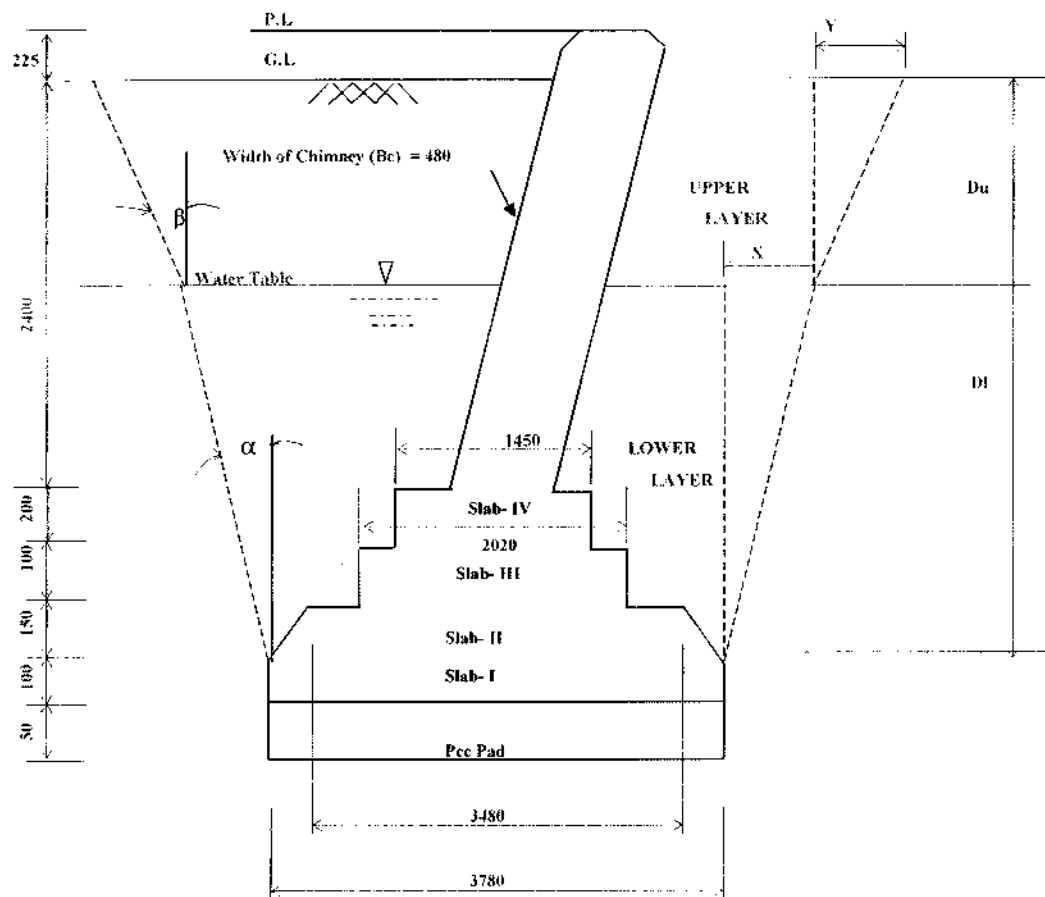 P.L
Y
225
G.L
Width of Chimney (Bc) = 480
UPPER
LAYER
Du
β
X
Water Table
2400
Dl
α
1450
LOWER
LAYER
200
Slab- IV
2020
100
Slab- III
150
Slab- II
100
Slab- I
50
Pcc Pad
3480
3780